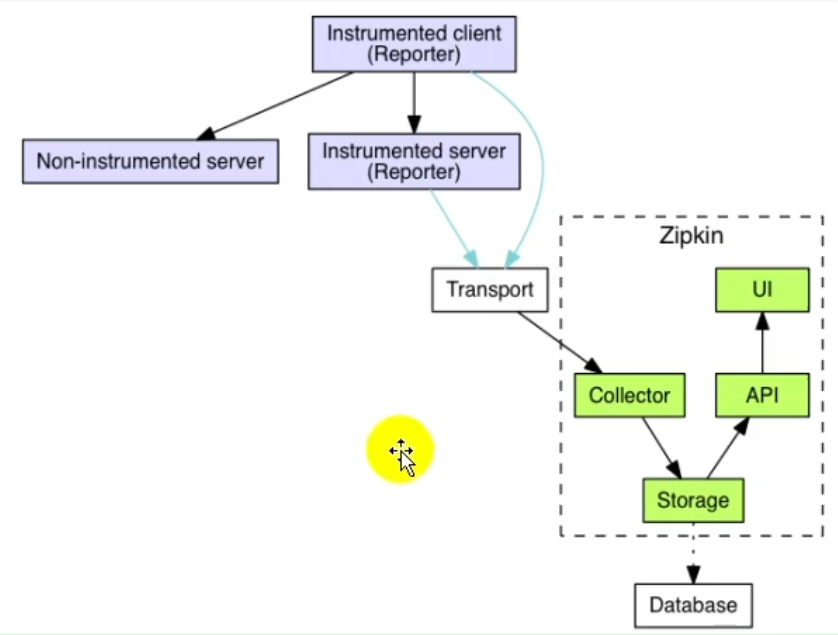 Instrumented client
(Reporter)
Non-instrumented server
Instrumented server
(Reporter)
Zipkin
Transport
UI
Collector
API
Storage
Database